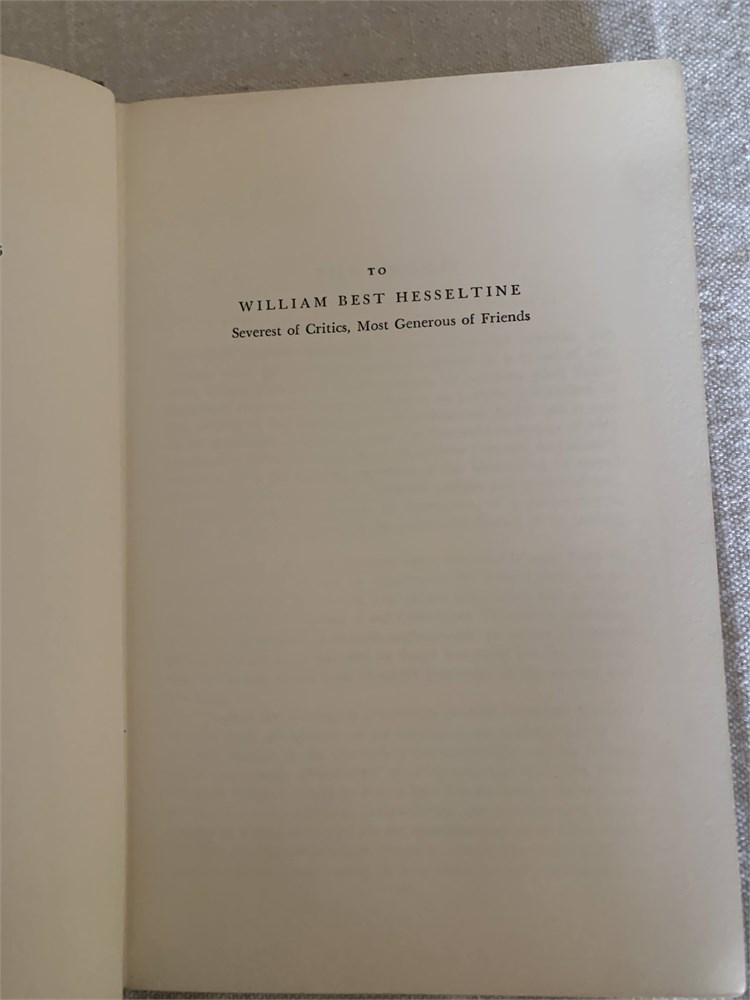 TO
WILLIAM BEST HESSELTINE
Severest of Critics, Most Generous of Friends